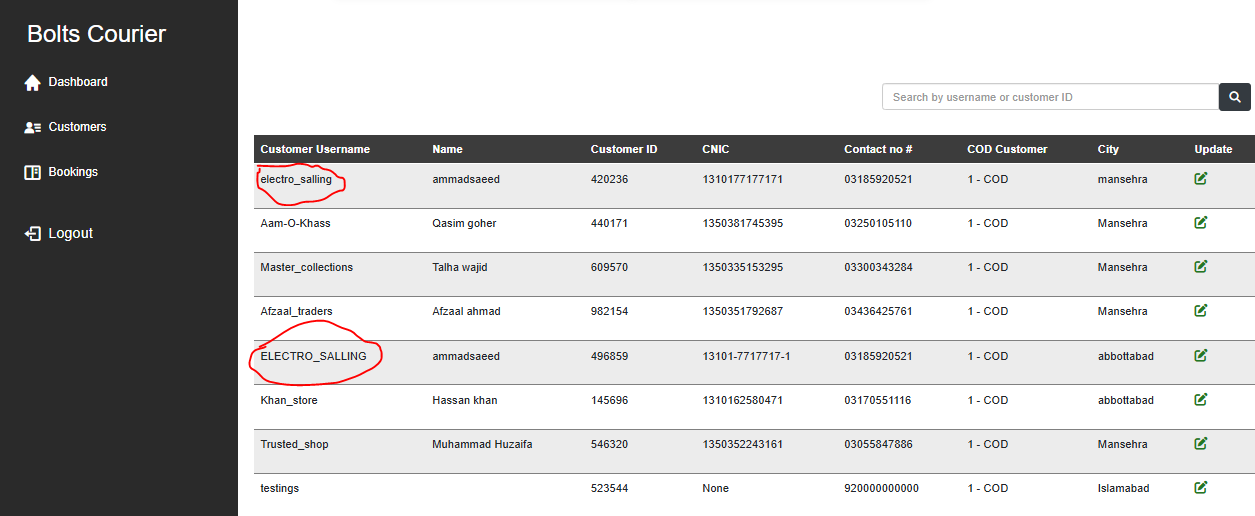 Bolts Courier
Dashboard
Customers
Bookings
Logout
Search by username or customer ID
Customer Username Name Customer ID CNIC Contact no # COD Customer City Update
electro_salling ammadsaeed 420236 1310177177171 03185920521 1 - COD mansehra
Aam-O-Khass Qasim goher 440171 1350381745395 03250105110 1 - COD Mansehra
Master_collections Talha wajid 609570 1350335153295 03300343284 1 - COD Mansehra
Afzaal_traders Afzaal ahmad 982154 1350351792687 03436425761 1 - COD Mansehra
ELECTRO_SALLING ammadsaeed 496859 13101-7717717-1 03185920521 1 - COD abbottabad
Khan_store Hassan khan 145696 1310162580471 03170551116 1 - COD abbottabad
Trusted_shop Muhammad Huzaifa 546320 1350352243161 03055847886 1 - COD Mansehra
testings 523544 None 920000000000 1 - COD Islamabad